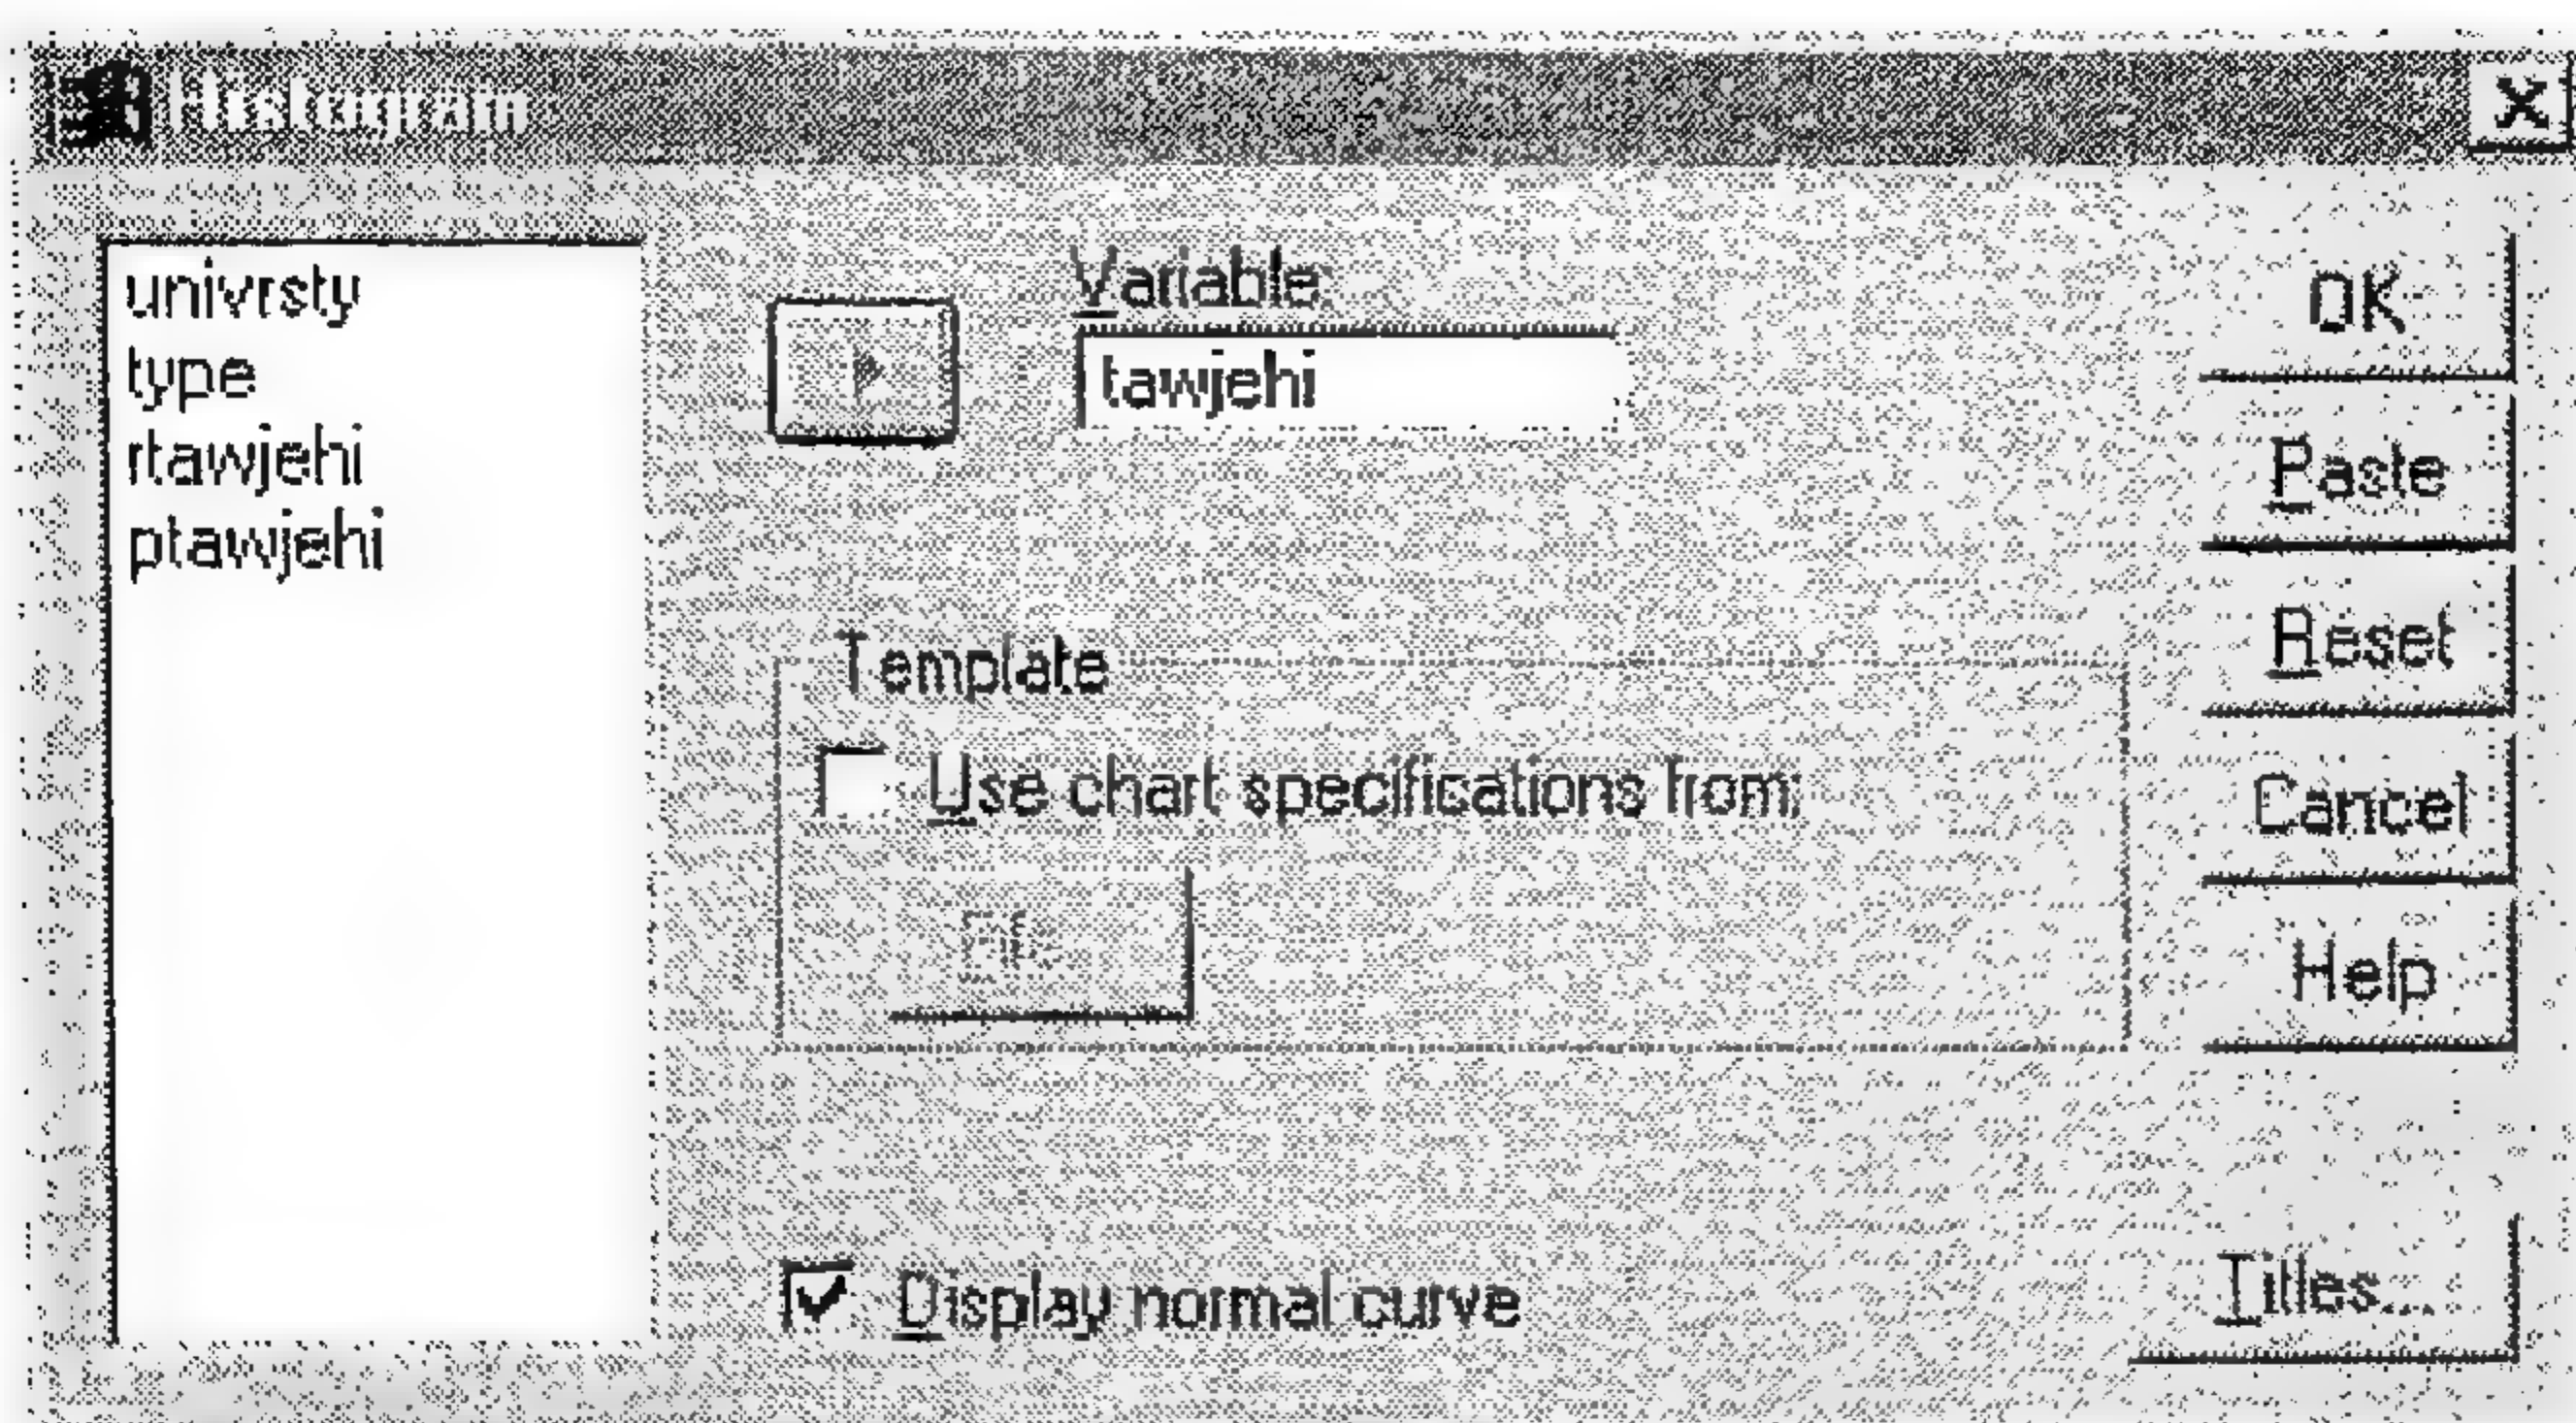 Histogram
univrsty
type
rtawjehi
ptawjehi
Variable:
tawjehi
Template
Use chart specifications from:
Display normal curve
OK
Paste
Reset
Cancel
Help
Titles...